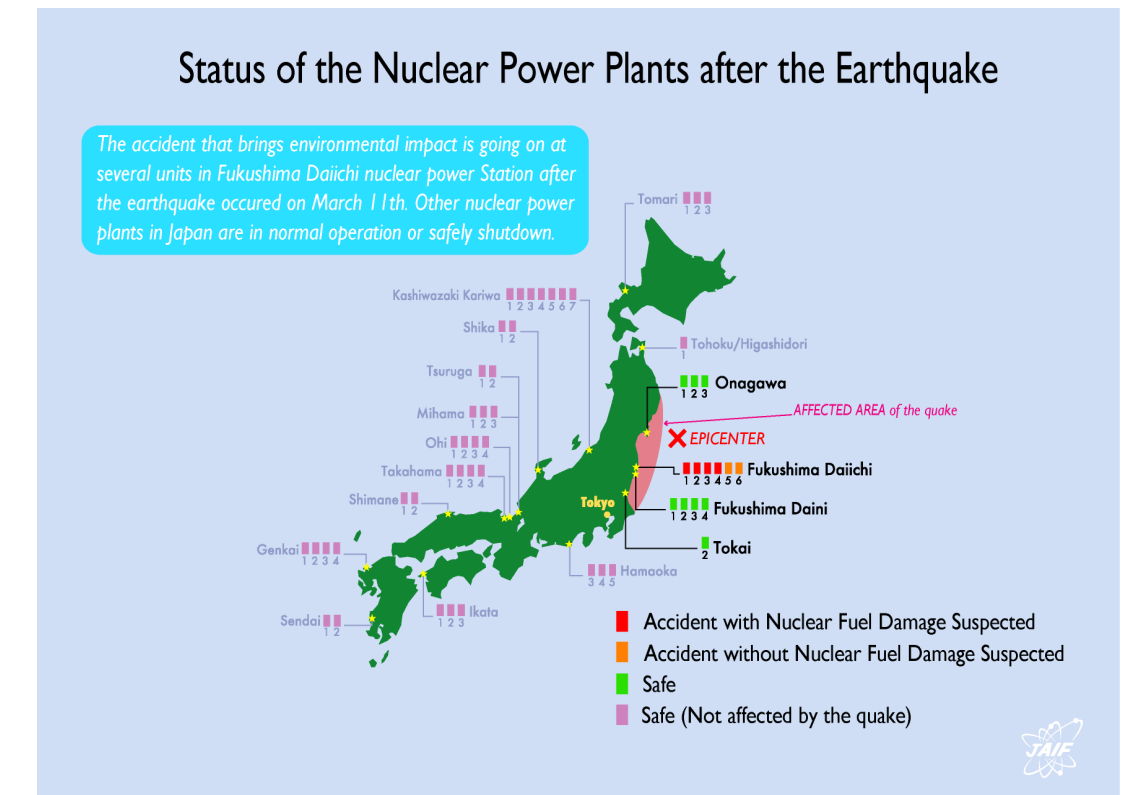 Status of the Nuclear Power Plants after the Earthquake
The accident that brings environmental impact is going on at
several units in Fukushima Daiichi nuclear power Station after
the earthquake occured on March 11th. Other nuclear power
plants in Japan are in normal operation or safely shutdown.
Tomari
1 2 3
Kashiwazaki Kariwa
1 2 3 4 5 6 7
Shika
1 2
Tohoku/Higashidori
1
Tsuruga
1 2
Onagawa
1 2 3
Mihama
1 2 3
AFFECTED AREA of the quake
Ohi
1 2 3 4
EPICENTER
Takahama
1 2 3 4
Fukushima Daiichi
1 2 3 4 5 6
Shimane
1 2
Tokyo
Fukushima Daini
1 2 3 4
Genkai
1 2 3 4
Tokai
2
Hamaoka
3 4 5
Ikata
1 2 3
Sendai
1 2
Accident with Nuclear Fuel Damage Suspected
Accident without Nuclear Fuel Damage Suspected
Safe
Safe (Not affected by the quake)
JAIF